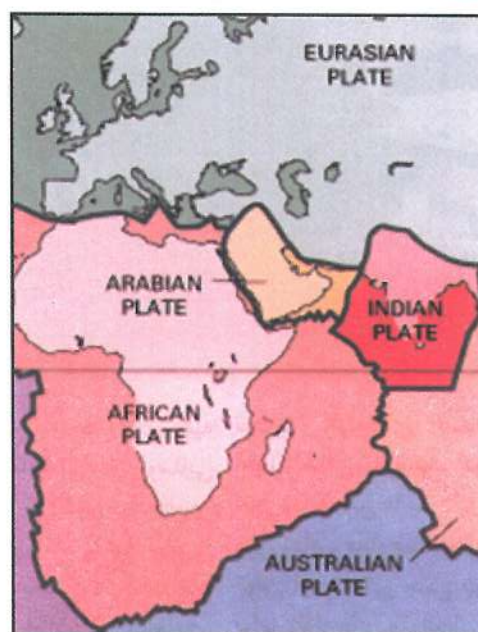 EURASIAN
PLATE
ARABIAN
PLATE
INDIAN
PLATE
AFRICAN
PLATE
AUSTRALIAN
PLATE